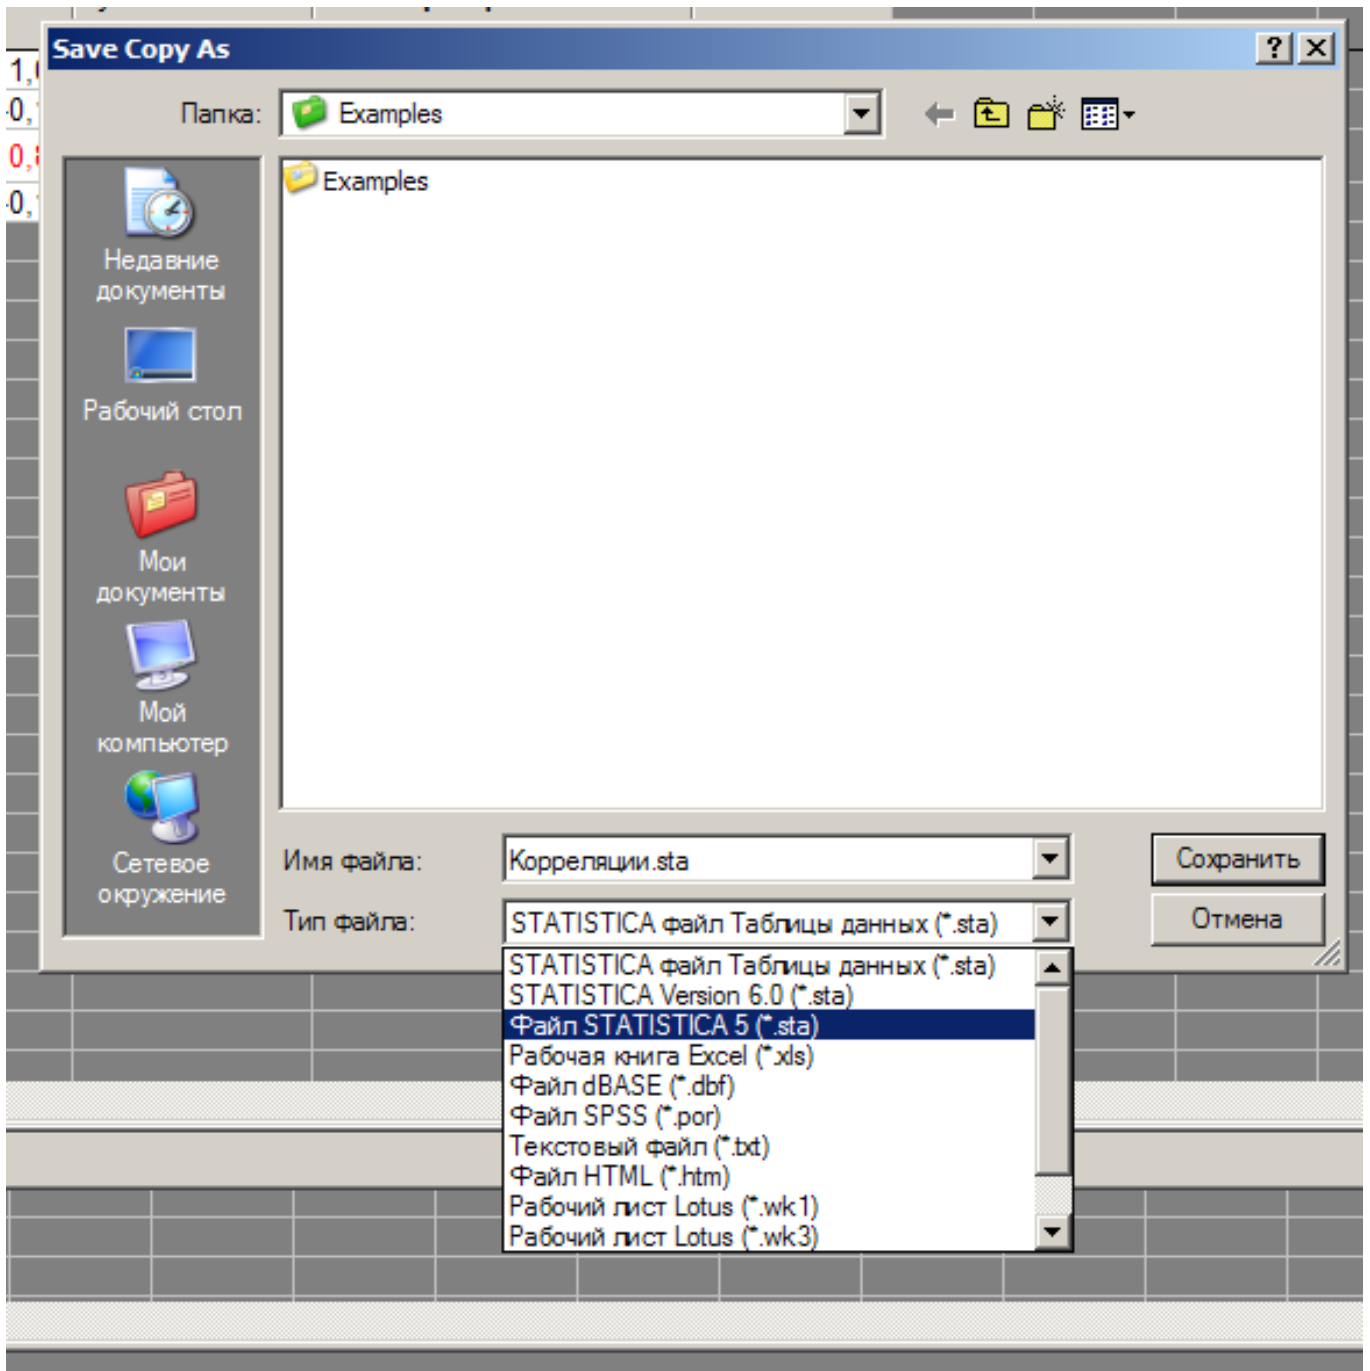 Save Copy As
Папка:
Examples
Examples
Недавние
документы
Рабочий стол
Мои
документы
Мой
компьютер
Сетевое
окружение
Имя файла:
Корреляции.sta
Сохранить
Тип файла:
STATISTICA файл Таблицы данных (*.sta)
Отмена
STATISTICA файл Таблицы данных (*.sta)
STATISTICA Version 6.0 (*.sta)
Файл STATISTICA 5 (*.sta)
Рабочая книга Excel (*.xls)
Файл dBASE (*.dbf)
Файл SPSS (*.por)
Текстовый файл (*.txt)
Файл HTML (*.htm)
Рабочий лист Lotus (*.wk1)
Рабочий лист Lotus (*.wk3)